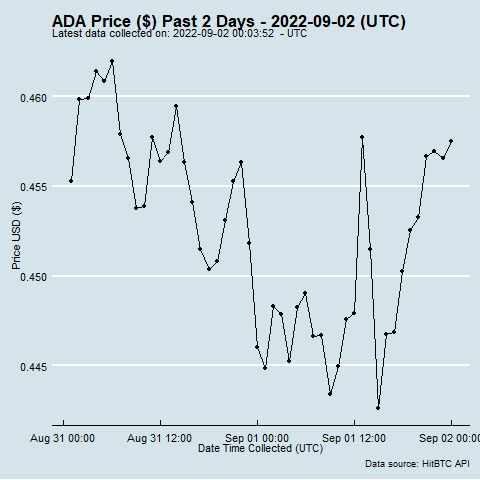 ADA Price ($) Past 2 Days - 2022-09-02 (UTC)
Latest data collected on: 2022-09-02 00:03:52 - UTC
0.460
0.455
0.450
0.445
Price USD ($)
Aug 31 00:00 Aug 31 12:00 Sep 01 00:00 Sep 01 12:00 Sep 02 00:00
Date Time Collected (UTC)
Data source: HitBTC API